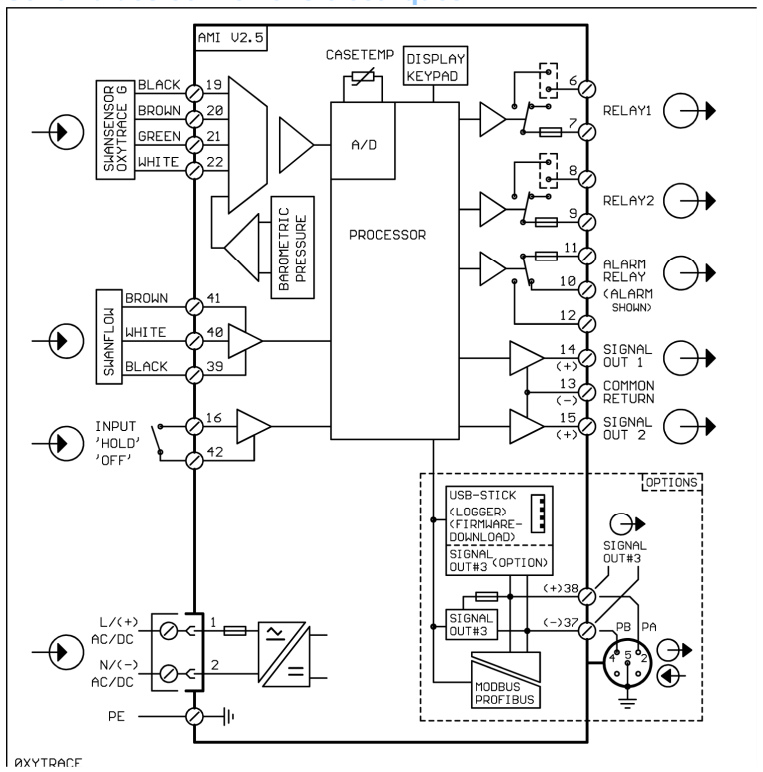 AMI V2.5
CASETEMP
DISPLAY
KEYPAD
SWANSENSOR
OXYTRACE G
BLACK 19
BROWN 20
GREEN 21
WHITE 22
A/D
PROCESSOR
BAROMETRIC
PRESSURE
6
RELAY1
7
8
RELAY2
9
11
ALARM
RELAY
10
(ALARM
SHOWN)
12
SWANFLOW
BROWN 41
WHITE 40
BLACK 39
14
(+)
SIGNAL
OUT 1
13
(-)
COMMON
RETURN
15
(+)
SIGNAL
OUT 2
INPUT
'HOLD'
'OFF'
16
42
OPTIONS
USB-STICK
(LOGGER)
(FIRMWARE-
DOWNLOAD)
SIGNAL
OUT#3 (OPTION)
SIGNAL
OUT#3
(+)38
SIGNAL
OUT#3
(-)37
PB PA
4 5 2
MODBUS
PROFIBUS
L/(+)
AC/DC
1
N/(-)
AC/DC
2
PE
ØXYTRACE